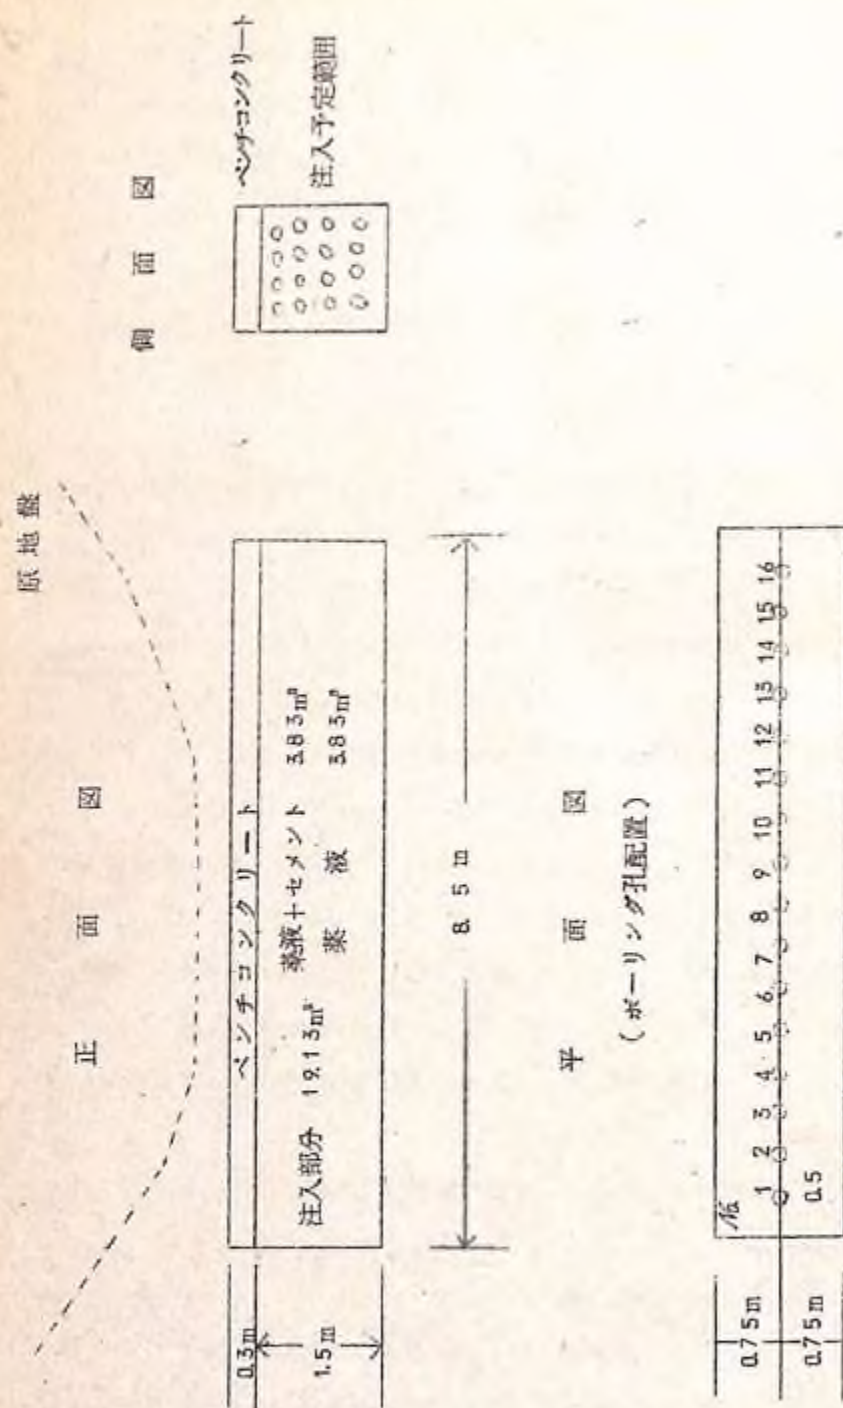 原地盤
正面図
ベンチコンクリート
0.3m
1.5m
注入部分 19.13m³ 薬液＋セメント 3.83m³
薬液 3.83m³
8.5m
側面図
ベンチコンクリート
注入予定範囲
平面図
(ボーリング孔配置)
№
1 2 3 4 5 6 7 8 9 10 11 12 13 14 15 16
0.5
0.75m
0.75m